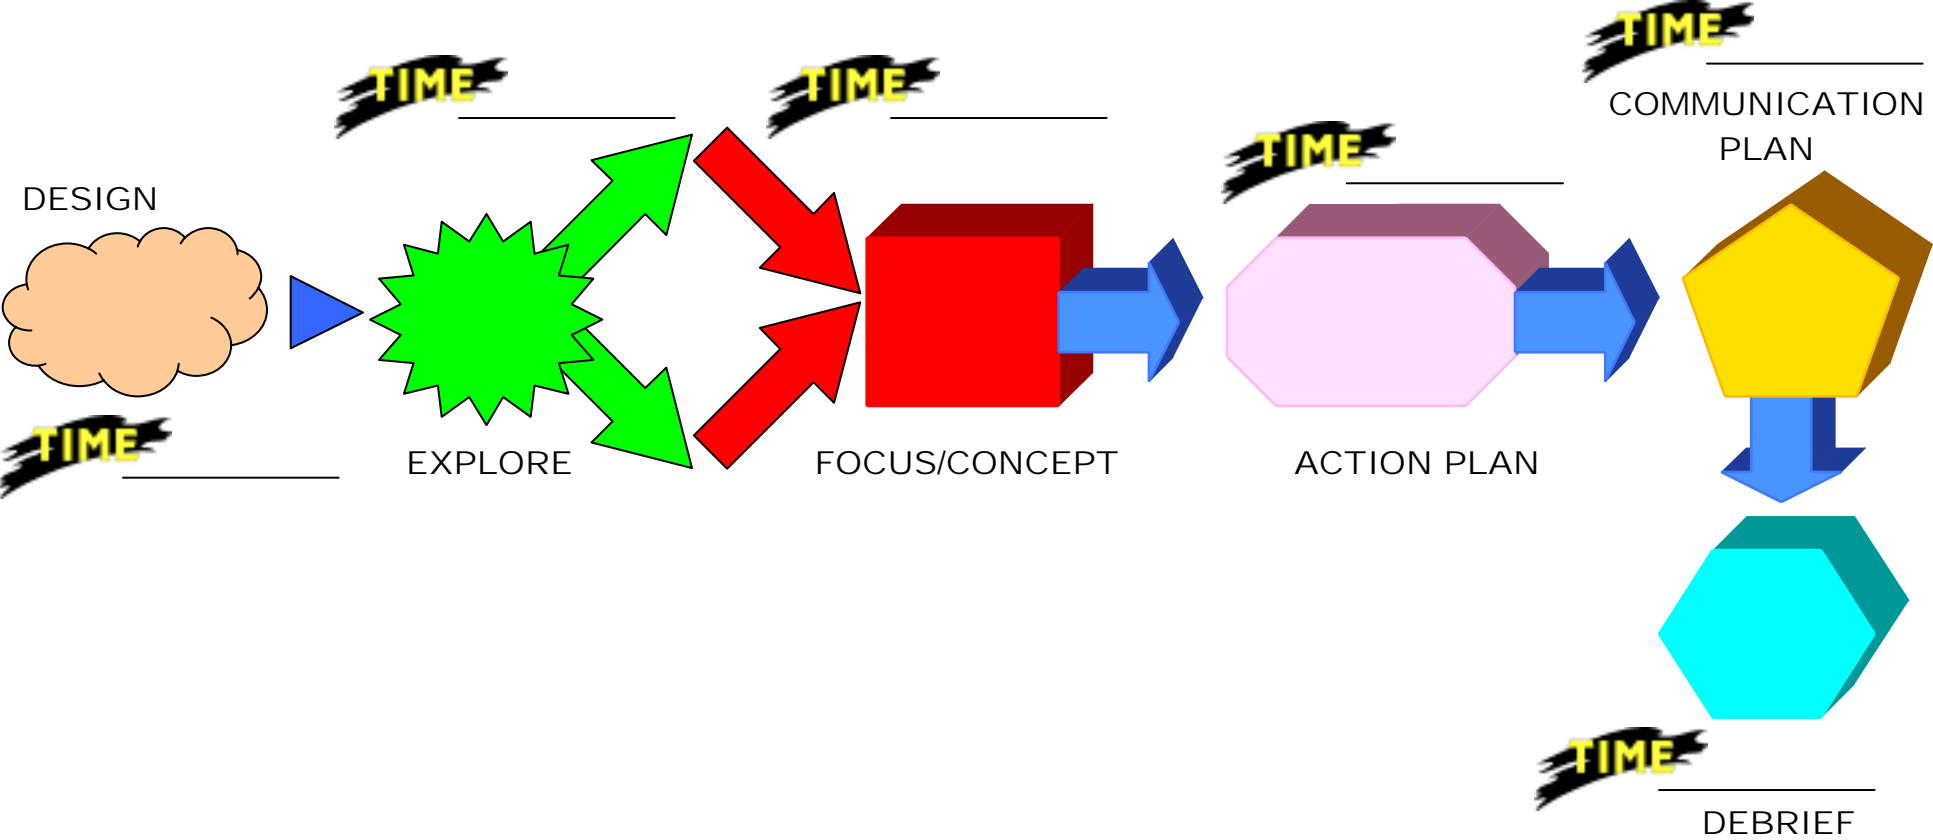 TIME
COMMUNICATION
PLAN
TIME
TIME
TIME
DESIGN
TIME
EXPLORE
FOCUS/CONCEPT
ACTION PLAN
TIME
DEBRIEF